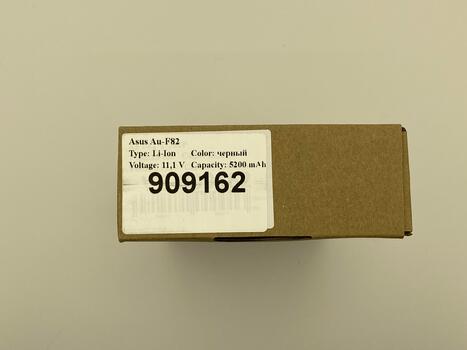 Asus Au-F82
Type: Li-Ion Color: черный
Voltage: 11,1 V Capacity: 5200 mAh
909162